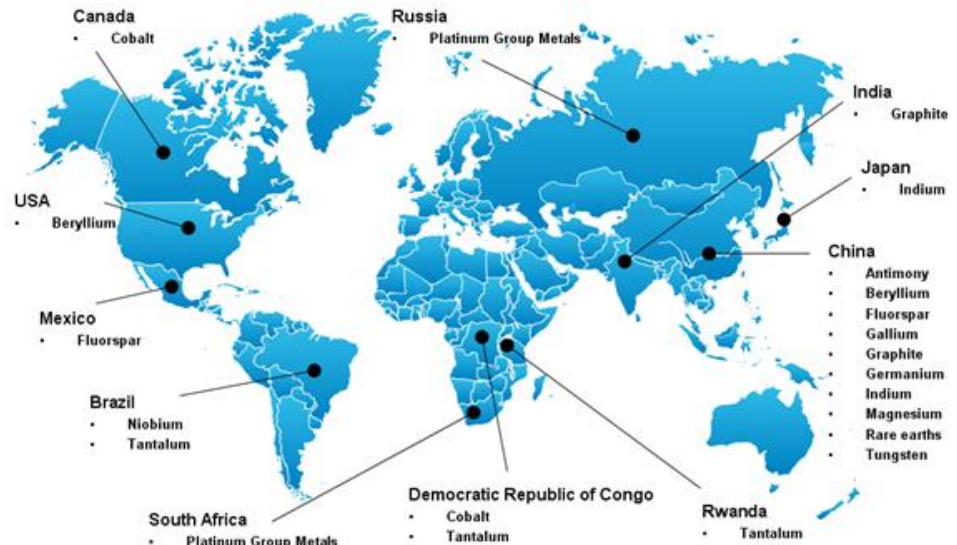 Canada
• Cobalt
Russia
• Platinum Group Metals
India
• Graphite
Japan
• Indium
USA
• Beryllium
China
• Antimony
• Beryllium
• Fluorspar
• Gallium
• Graphite
• Germanium
• Indium
• Magnesium
• Rare earths
• Tungsten
Mexico
• Fluorspar
Brazil
• Niobium
• Tantalum
South Africa
• Platinum Group Metals
Democratic Republic of Congo
• Cobalt
• Tantalum
Rwanda
• Tantalum